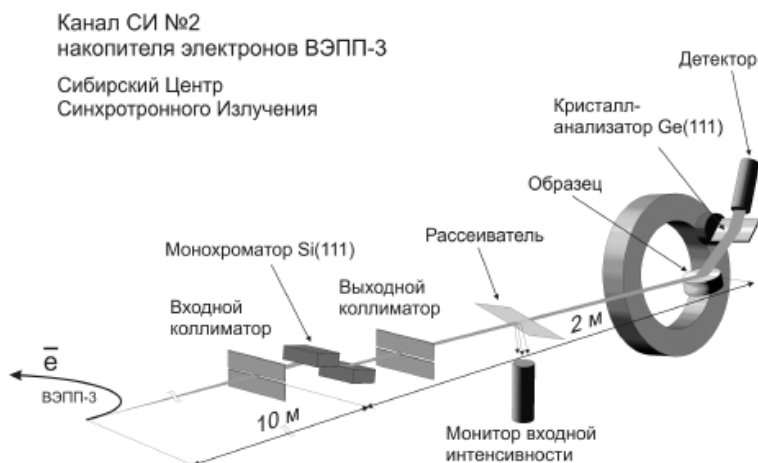 Канал СИ №2
накопителя электронов ВЭПП-3
Сибирский Центр
Синхротронного Излучения
Детектор
Кристалл-
анализатор Ge(111)
Образец
Рассеиватель
Монохроматор Si(111)
Выходной
коллиматор
Входной
коллиматор
2 м
e
ВЭПП-3
10 м
Монитор входной
интенсивности